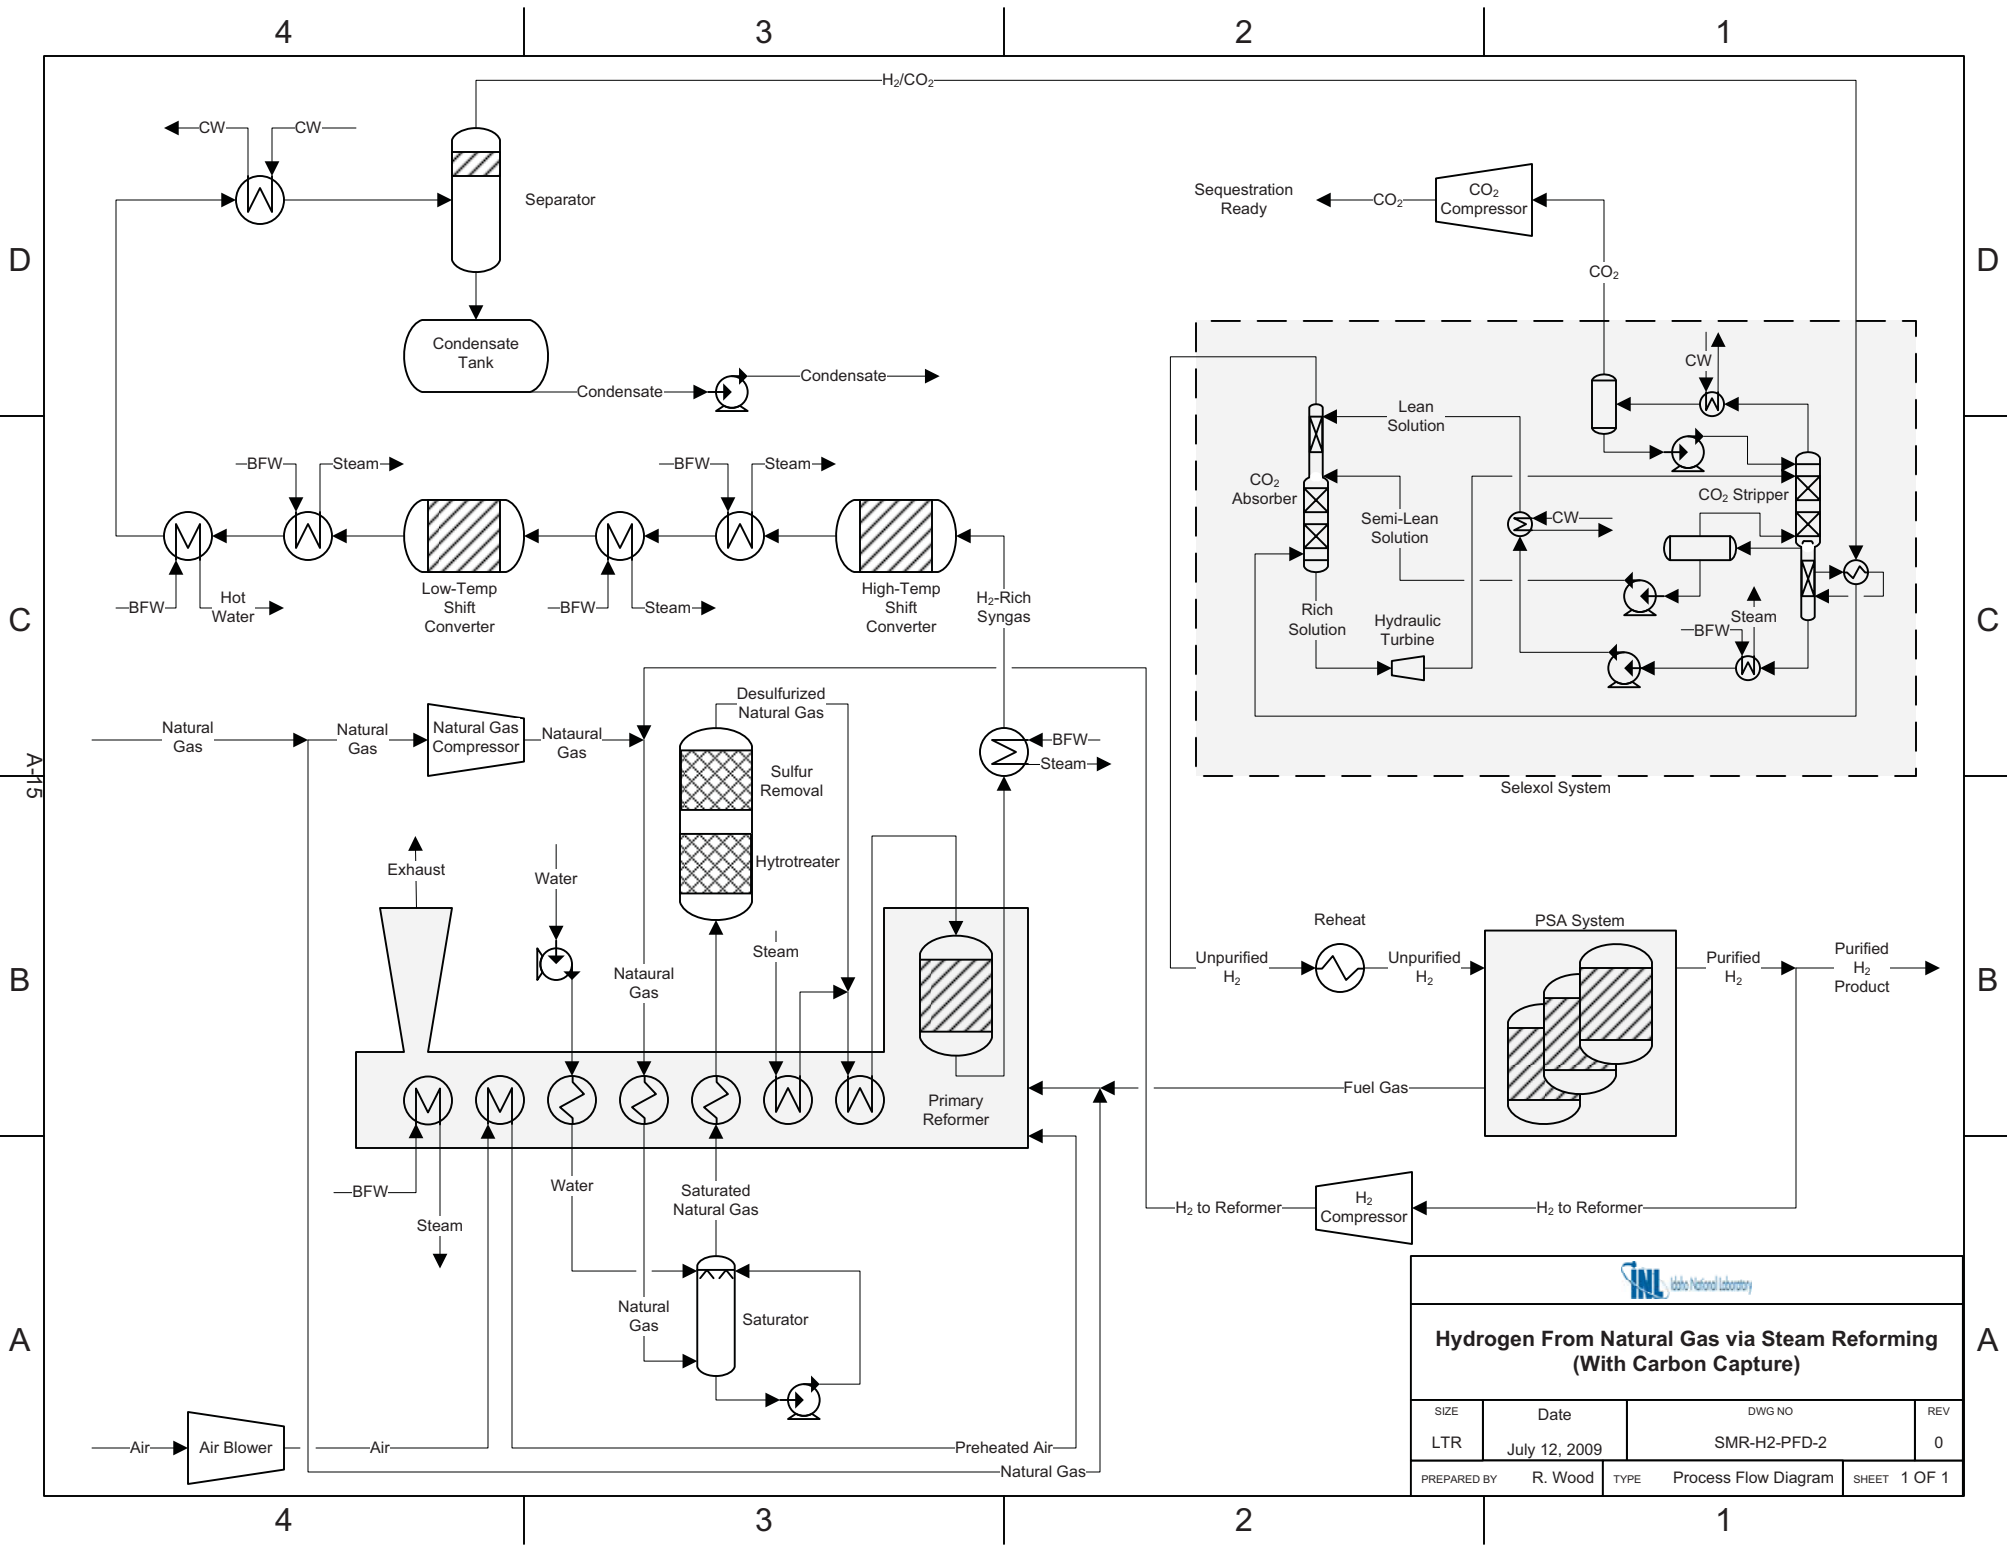 4
3
2
1
H₂/CO₂
CW
CW
Separator
Sequestration
Ready
CO₂
CO₂
Compressor
D
D
CO₂
Condensate
Tank
Condensate
Condensate
CW
Lean
Solution
BFW
Steam
BFW
Steam
CO₂
Absorber
CO₂ Stripper
Semi-Lean
Solution
CW
Low-Temp
Shift
Converter
High-Temp
Shift
Converter
H₂-Rich
Syngas
BFW
Hot
Water
BFW
Steam
Rich
Solution
Hydraulic
Turbine
Steam
BFW
C
C
Desulfurized
Natural Gas
Natural
Gas
Natural
Gas
Natural Gas
Compressor
Nataural
Gas
BFW
Steam
A-15
Sulfur
Removal
Selexol System
Exhaust
Water
Hytrotreater
Reheat
PSA System
Steam
Nataural
Gas
Unpurified
H₂
Unpurified
H₂
Purified
H₂
Purified
H₂
Product
B
B
Primary
Reformer
Fuel Gas
BFW
Water
Saturated
Natural Gas
Steam
H₂ to Reformer
H₂
Compressor
H₂ to Reformer
Natural
Gas
Saturator
A
A
INL Idaho National Laboratory
Hydrogen From Natural Gas via Steam Reforming
(With Carbon Capture)
Air
Air Blower
Air
Preheated Air
Natural Gas
SIZE
Date
DWG NO
REV
LTR
July 12, 2009
SMR-H2-PFD-2
0
PREPARED BY
R. Wood
TYPE
Process Flow Diagram
SHEET
1 OF 1
4
3
2
1